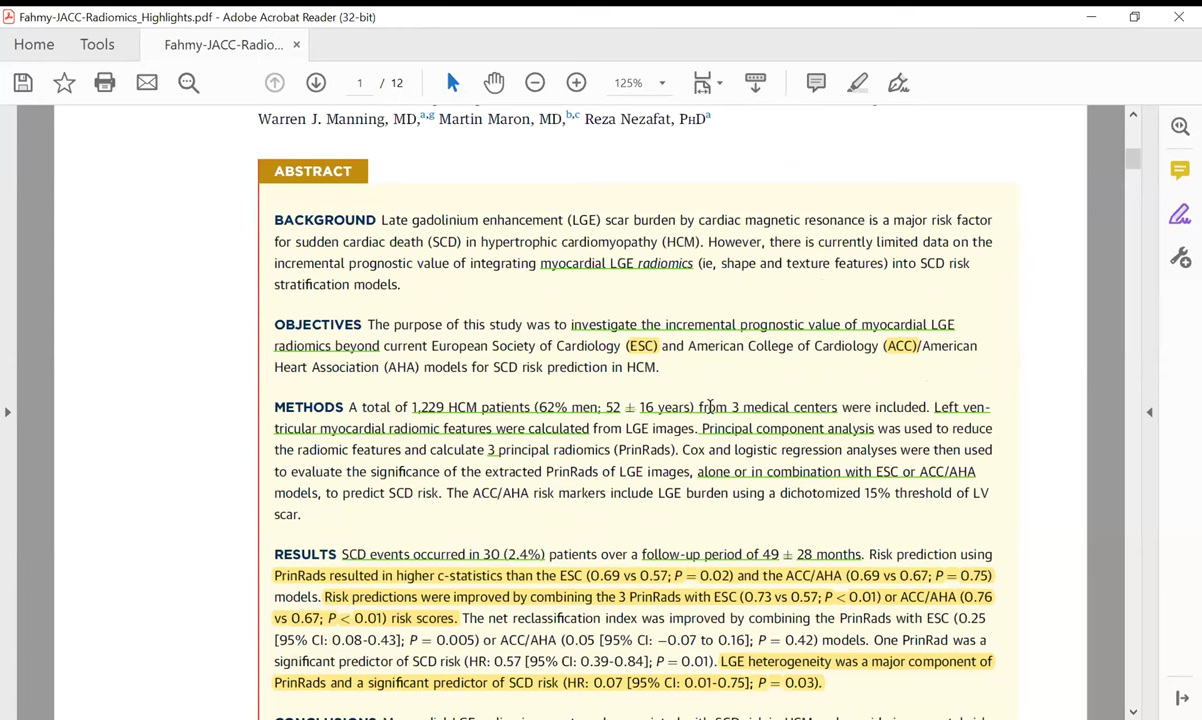 Fahmy-JACC-Radiomics_Highlights.pdf - Adobe Acrobat Reader (32-bit)
Home Tools Fahmy-JACC-Radio... ×
1 / 12 125%
Warren J. Manning, MD,a,g Martin Maron, MD,b,c Reza Nezafat, PHDa
ABSTRACT
BACKGROUND Late gadolinium enhancement (LGE) scar burden by cardiac magnetic resonance is a major risk factor
for sudden cardiac death (SCD) in hypertrophic cardiomyopathy (HCM). However, there is currently limited data on the
incremental prognostic value of integrating myocardial LGE radiomics (ie, shape and texture features) into SCD risk
stratification models.
OBJECTIVES The purpose of this study was to investigate the incremental prognostic value of myocardial LGE
radiomics beyond current European Society of Cardiology (ESC) and American College of Cardiology (ACC)/American
Heart Association (AHA) models for SCD risk prediction in HCM.
METHODS A total of 1,229 HCM patients (62% men; 52 ± 16 years) from 3 medical centers were included. Left ven-
tricular myocardial radiomic features were calculated from LGE images. Principal component analysis was used to reduce
the radiomic features and calculate 3 principal radiomics (PrinRads). Cox and logistic regression analyses were then used
to evaluate the significance of the extracted PrinRads of LGE images, alone or in combination with ESC or ACC/AHA
models, to predict SCD risk. The ACC/AHA risk markers include LGE burden using a dichotomized 15% threshold of LV
scar.
RESULTS SCD events occurred in 30 (2.4%) patients over a follow-up period of 49 ± 28 months. Risk prediction using
PrinRads resulted in higher c-statistics than the ESC (0.69 vs 0.57; P = 0.02) and the ACC/AHA (0.69 vs 0.67; P = 0.75)
models. Risk predictions were improved by combining the 3 PrinRads with ESC (0.73 vs 0.57; P < 0.01) or ACC/AHA (0.76
vs 0.67; P < 0.01) risk scores. The net reclassification index was improved by combining the PrinRads with ESC (0.25
[95% CI: 0.08-0.43]; P = 0.005) or ACC/AHA (0.05 [95% CI: −0.07 to 0.16]; P = 0.42) models. One PrinRad was a
significant predictor of SCD risk (HR: 0.57 [95% CI: 0.39-0.84]; P = 0.01). LGE heterogeneity was a major component of
PrinRads and a significant predictor of SCD risk (HR: 0.07 [95% CI: 0.01-0.75]; P = 0.03).